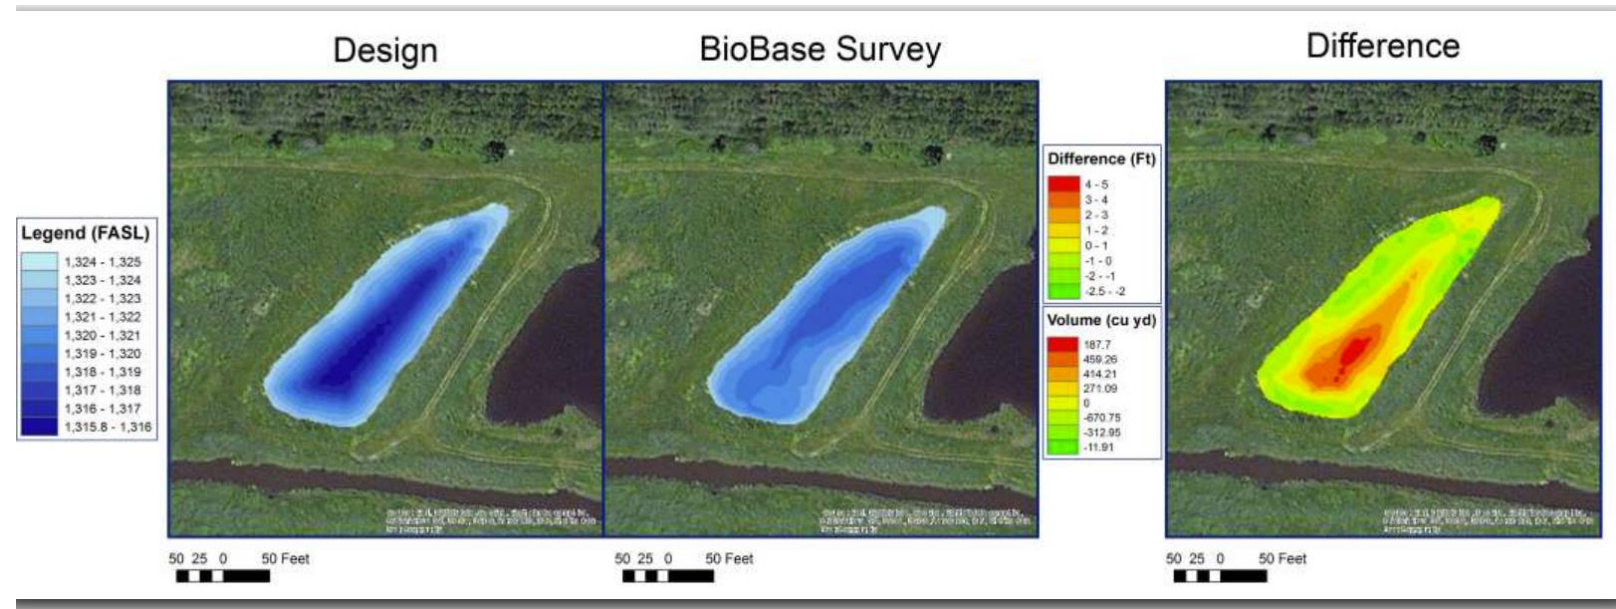 Design
BioBase Survey
Difference
Legend (FASL)
1,324 - 1,325
1,323 - 1,324
1,322 - 1,323
1,321 - 1,322
1,320 - 1,321
1,319 - 1,320
1,318 - 1,319
1,317 - 1,318
1,316 - 1,317
1,315.8 - 1,316
Difference (Ft)
4 - 5
3 - 4
2 - 3
1 - 2
0 - 1
-1 - 0
-2 - -1
-2.5 - -2
Volume (cu yd)
187.7
459.26
414.21
271.09
0
-670.75
-312.95
-11.91
50 25 0 50 Feet
50 25 0 50 Feet
50 25 0 50 Feet